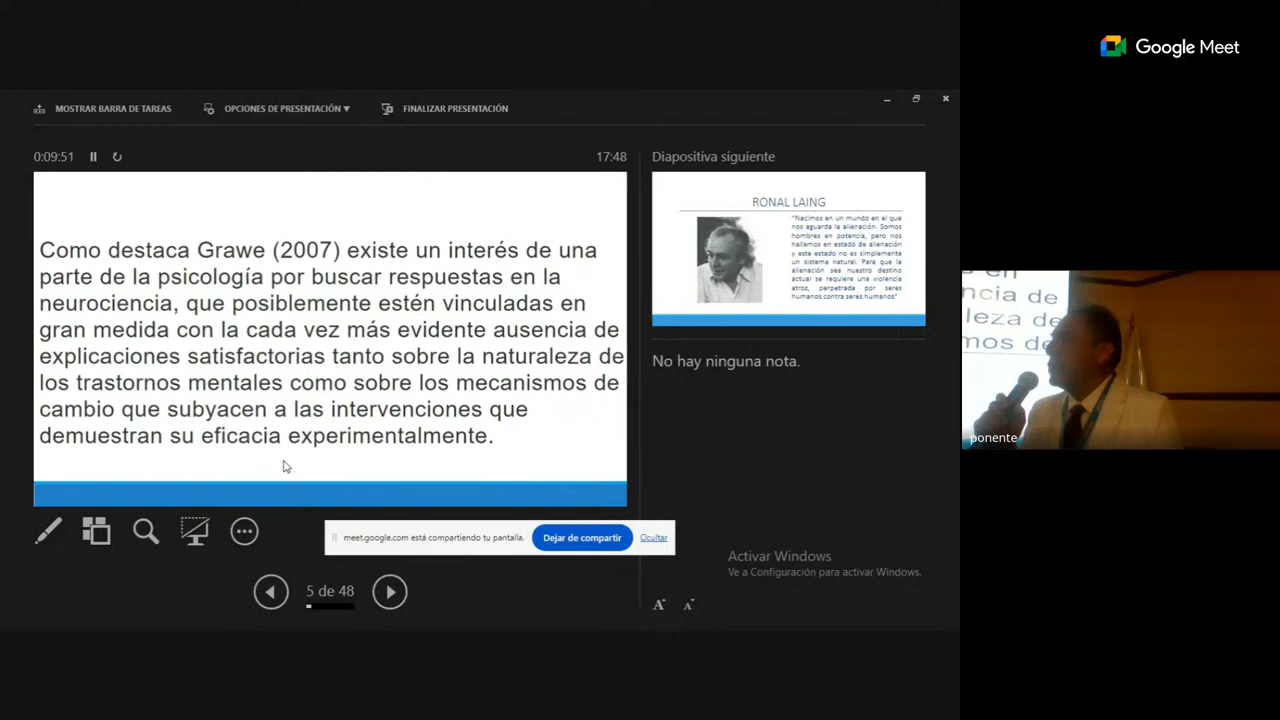 Google Meet
MOSTRAR BARRA DE TAREAS
OPCIONES DE PRESENTACIÓN ▼
FINALIZAR PRESENTACIÓN
0:09:51
17:48
Diapositiva siguiente
Como destaca Grawe (2007) existe un interés de una
parte de la psicología por buscar respuestas en la
neurociencia, que posiblemente estén vinculadas en
gran medida con la cada vez más evidente ausencia de
explicaciones satisfactorias tanto sobre la naturaleza de
los trastornos mentales como sobre los mecanismos de
cambio que subyacen a las intervenciones que
demuestran su eficacia experimentalmente.
RONAL LAING
"Nacimos en un mundo en el que
nos aguarda la alienación. Somos
hombres en potencia, pero nos
hallamos en estado de alienación
y este estado no es simplemente
un sistema natural. Para que la
alienación sea nuestro destino
actual se requiere una violencia
atroz, perpetrada por seres
humanos contra seres humanos"
No hay ninguna nota.
ncia de
leza de
mos de
ponente
meet.google.com está compartiendo tu pantalla.
Dejar de compartir
Ocultar
Activar Windows
Ve a Configuración para activar Windows.
5 de 48
A A